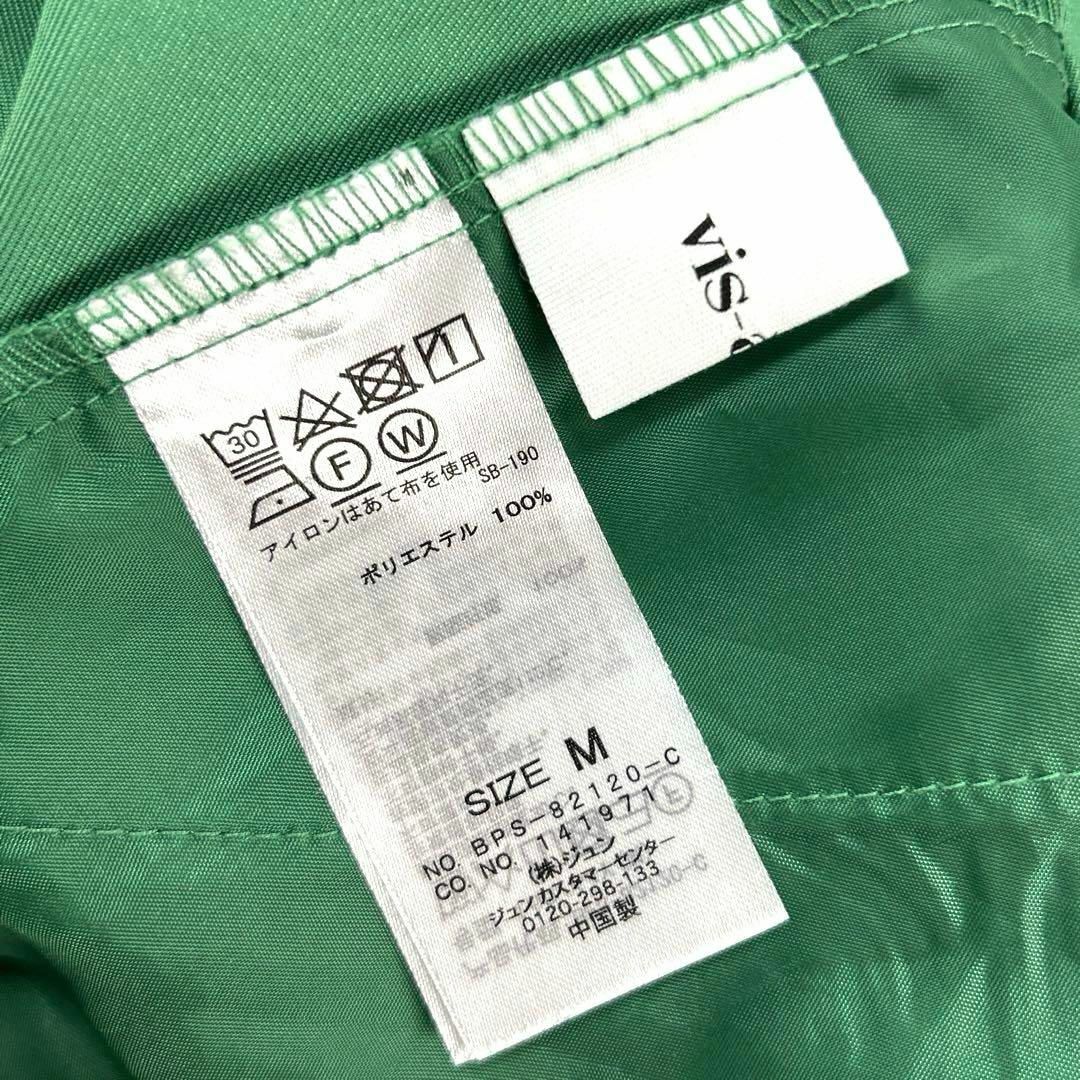 M
vis-
30
F
W
アイロンはあて布を使用 SB-190
ポリエステル 100%
SIZE M
NO. BPS-82120-C
CO. NO. 141971
(株)ジュン
ジュン カスタマーセンター
0120-298-133
中国製